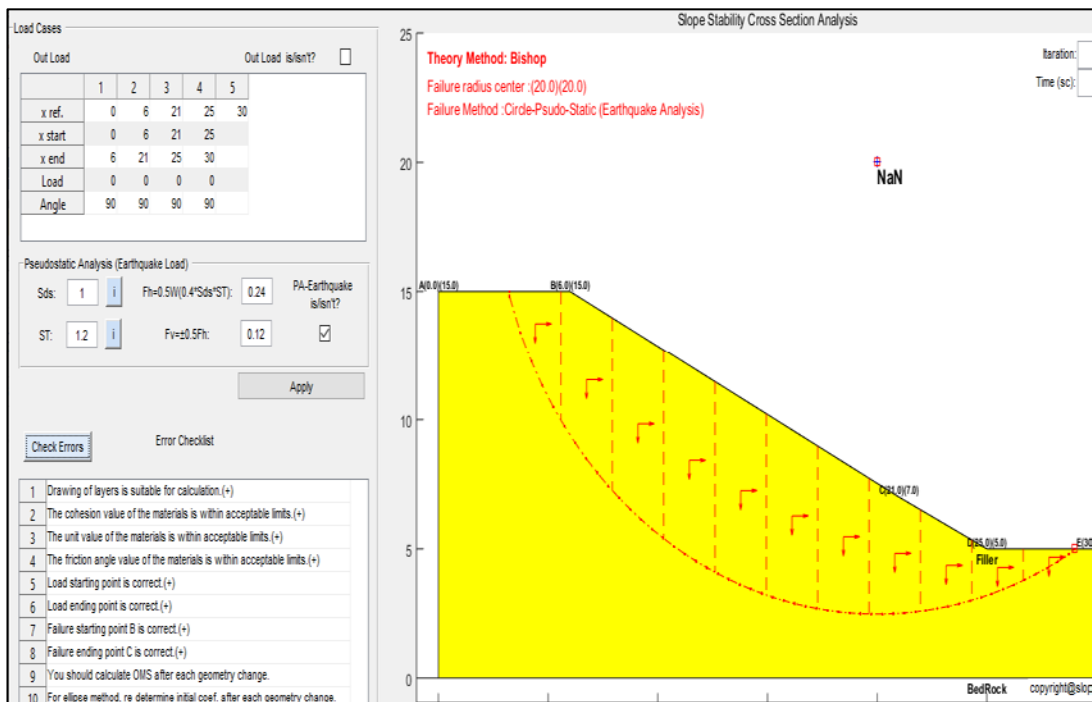 Load Cases
Out Load Out Load is/isn't?
1 2 3 4 5
x ref. 0 6 21 25 30
x start 0 6 21 25
x end 6 21 25 30
Load 0 0 0 0
Angle 90 90 90 90
Pseudostatic Analysis (Earthquake Load)
Sds: 1 i Fh=0.5W(0.4*Sds*ST): 0.24 PA-Earthquake is/isn't?
ST: 1.2 i Fv=±0.5Fh: 0.12
Apply
Check Errors Error Checklist
1 Drawing of layers is suitable for calculation.(+)
2 The cohesion value of the materials is within acceptable limits.(+)
3 The unit value of the materials is within acceptable limits.(+)
4 The friction angle value of the materials is within acceptable limits.(+)
5 Load starting point is correct.(+)
6 Load ending point is correct.(+)
7 Failure starting point B is correct.(+)
8 Failure ending point C is correct.(+)
9 You should calculate OMS after each geometry change.
10 For ellipse method, re determine initial coef. after each geometry change.
Slope Stability Cross Section Analysis
Theory Method: Bishop
Failure radius center :(20.0)(20.0)
Failure Method :Circle-Psudo-Static (Earthquake Analysis)
Itaration:
Time (sc):
25
20
15
10
5
0
NaN
A(0.0)(15.0)
B(6.0)(15.0)
C(21.0)(7.0)
D(25.0)(5.0)
E(30
Filler
BedRock
copyright@slop